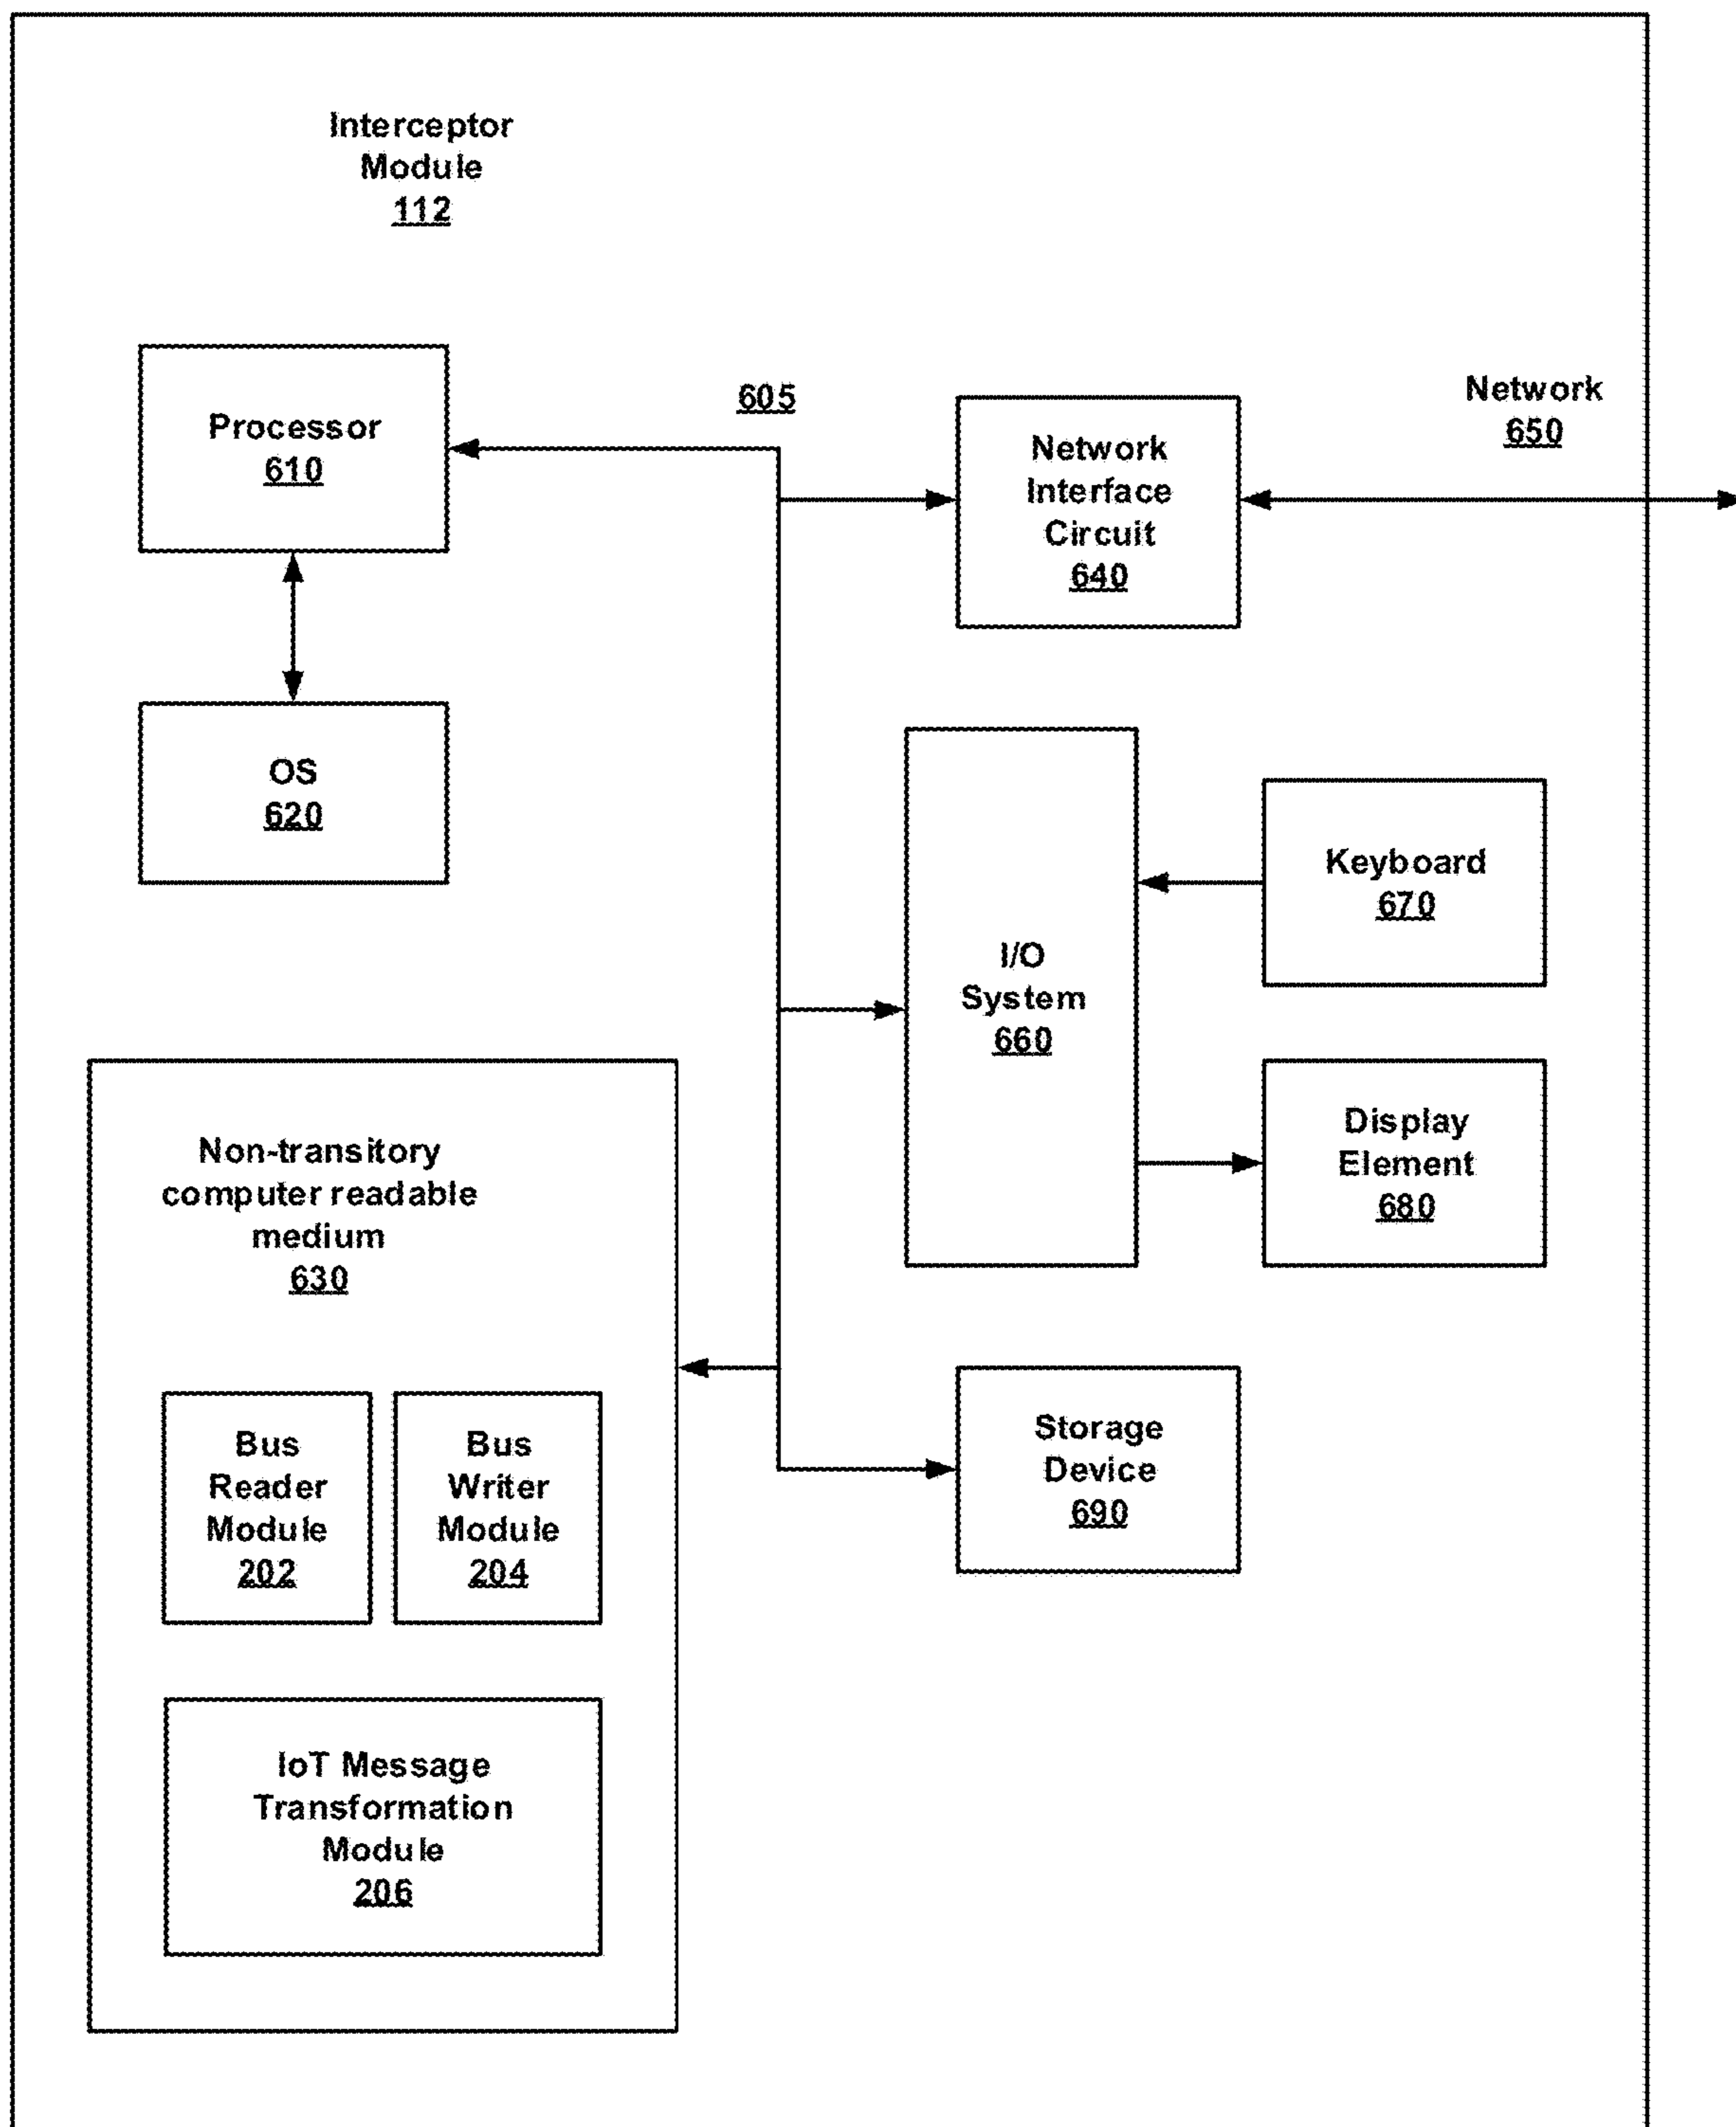 Interceptor
Module
112
Processor
610
605
Network
Interface
Circuit
640
Network
650
OS
620
I/O
System
660
Keyboard
670
Display
Element
680
Non-transitory
computer readable
medium
630
Bus
Reader
Module
202
Bus
Writer
Module
204
Storage
Device
690
IoT Message
Transformation
Module
206